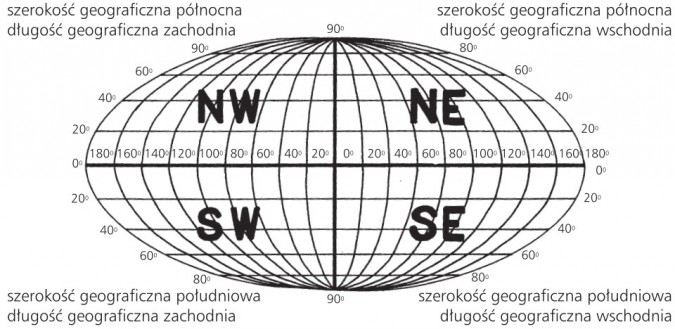 szerokość geograficzna północna
długość geograficzna zachodnia
szerokość geograficzna północna
długość geograficzna wschodnia
90°
90° 80°
60° 60°
40° 40°
NW NE
20° 20°
0° 180° 160° 140° 120° 100° 80° 60° 40° 20° 0° 20° 40° 60° 80° 100° 120° 140° 160° 180°
0°
20° 20°
SW SE
40° 40°
60° 60°
80° 80°
90°
szerokość geograficzna południowa
długość geograficzna zachodnia
szerokość geograficzna południowa
długość geograficzna wschodnia